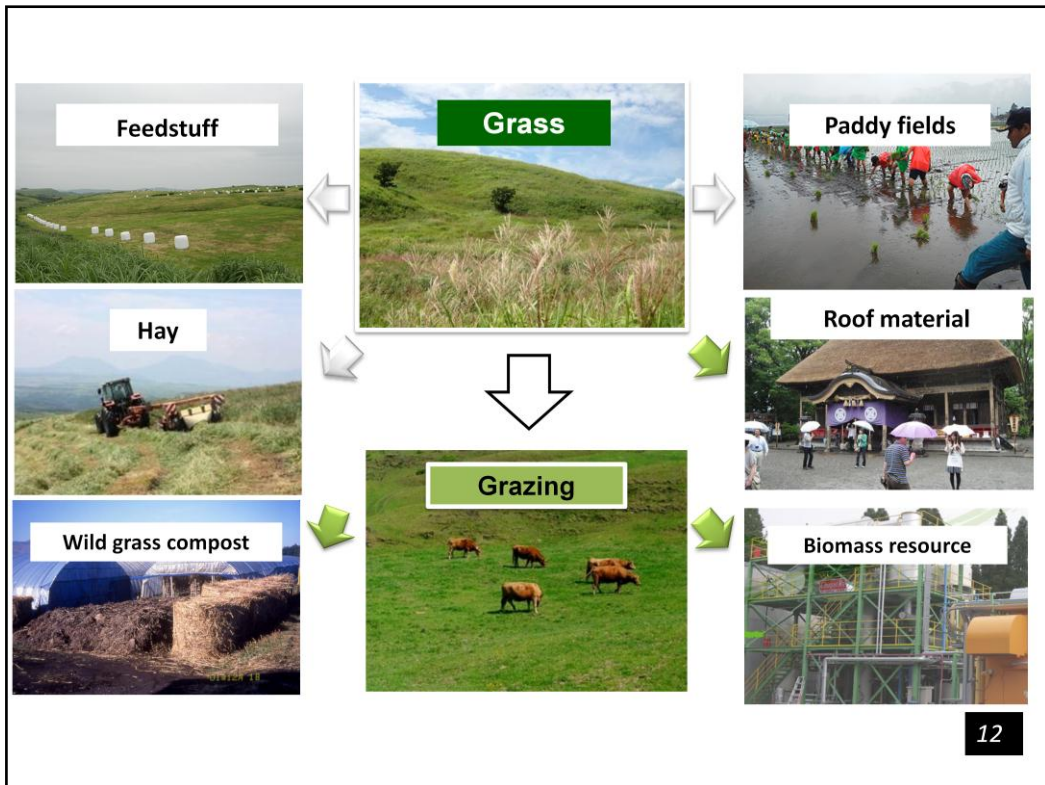 Feedstuff
Grass
Paddy fields
Hay
Roof material
Grazing
Wild grass compost
Biomass resource
12